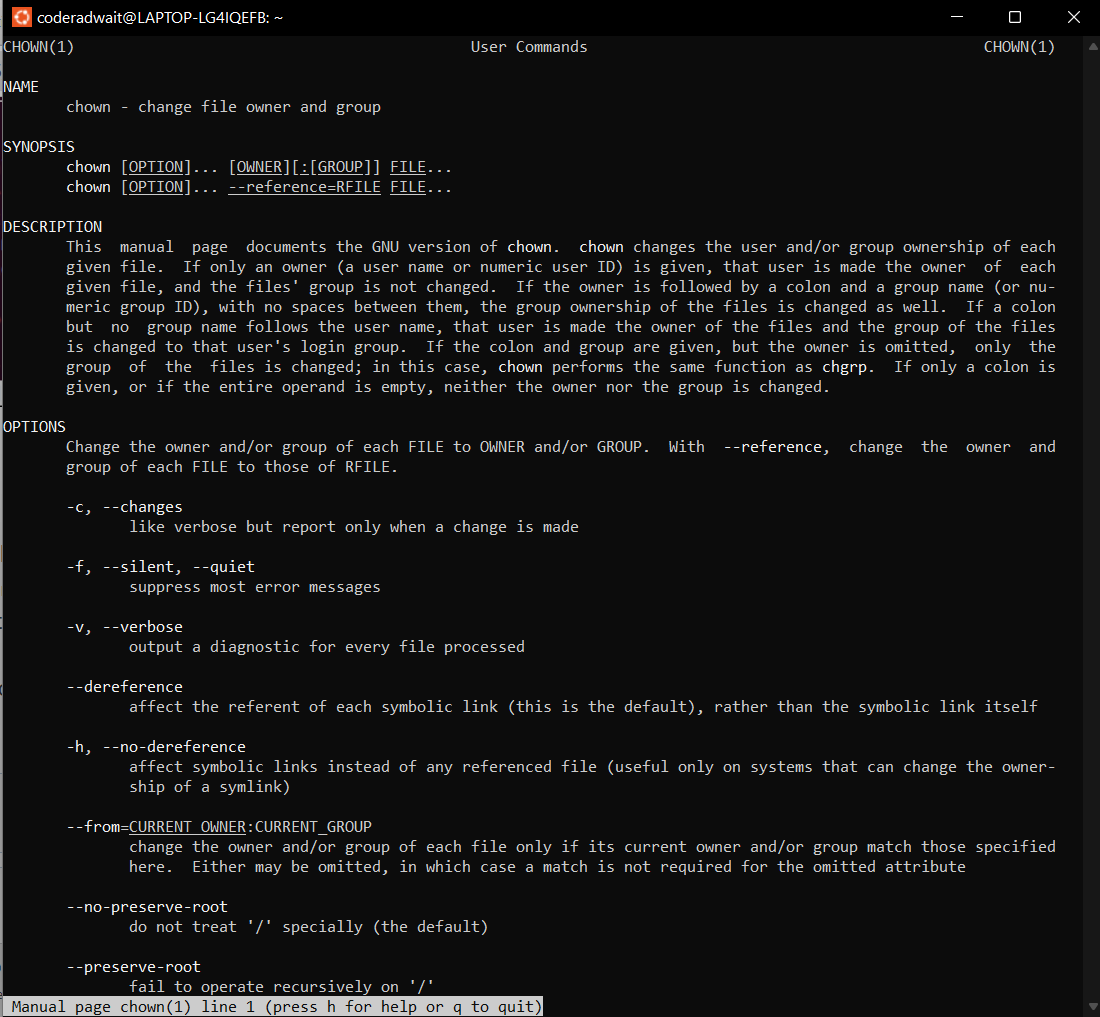 coderadwait@LAPTOP-LG4IQEFB: ~
CHOWN(1) User Commands CHOWN(1)
NAME
chown - change file owner and group
SYNOPSIS
chown [OPTION]... [OWNER][:[GROUP]] FILE...
chown [OPTION]... --reference=RFILE FILE...
DESCRIPTION
This manual page documents the GNU version of chown. chown changes the user and/or group ownership of each
given file. If only an owner (a user name or numeric user ID) is given, that user is made the owner of each
given file, and the files' group is not changed. If the owner is followed by a colon and a group name (or nu-
meric group ID), with no spaces between them, the group ownership of the files is changed as well. If a colon
but no group name follows the user name, that user is made the owner of the files and the group of the files
is changed to that user's login group. If the colon and group are given, but the owner is omitted, only the
group of the files is changed; in this case, chown performs the same function as chgrp. If only a colon is
given, or if the entire operand is empty, neither the owner nor the group is changed.
OPTIONS
Change the owner and/or group of each FILE to OWNER and/or GROUP. With --reference, change the owner and
group of each FILE to those of RFILE.
-c, --changes
like verbose but report only when a change is made
-f, --silent, --quiet
suppress most error messages
-v, --verbose
output a diagnostic for every file processed
--dereference
affect the referent of each symbolic link (this is the default), rather than the symbolic link itself
-h, --no-dereference
affect symbolic links instead of any referenced file (useful only on systems that can change the owner-
ship of a symlink)
--from=CURRENT_OWNER:CURRENT_GROUP
change the owner and/or group of each file only if its current owner and/or group match those specified
here. Either may be omitted, in which case a match is not required for the omitted attribute
--no-preserve-root
do not treat '/' specially (the default)
--preserve-root
fail to operate recursively on '/'
Manual page chown(1) line 1 (press h for help or q to quit)